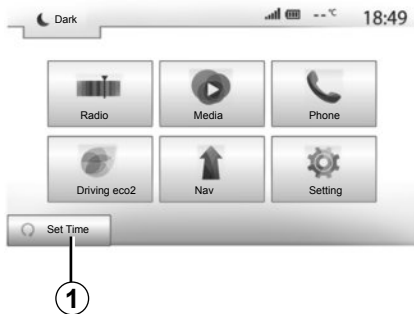 Dark
--°C
18:49
Radio Media Phone
Driving eco2 Nav Setting
Set Time
1